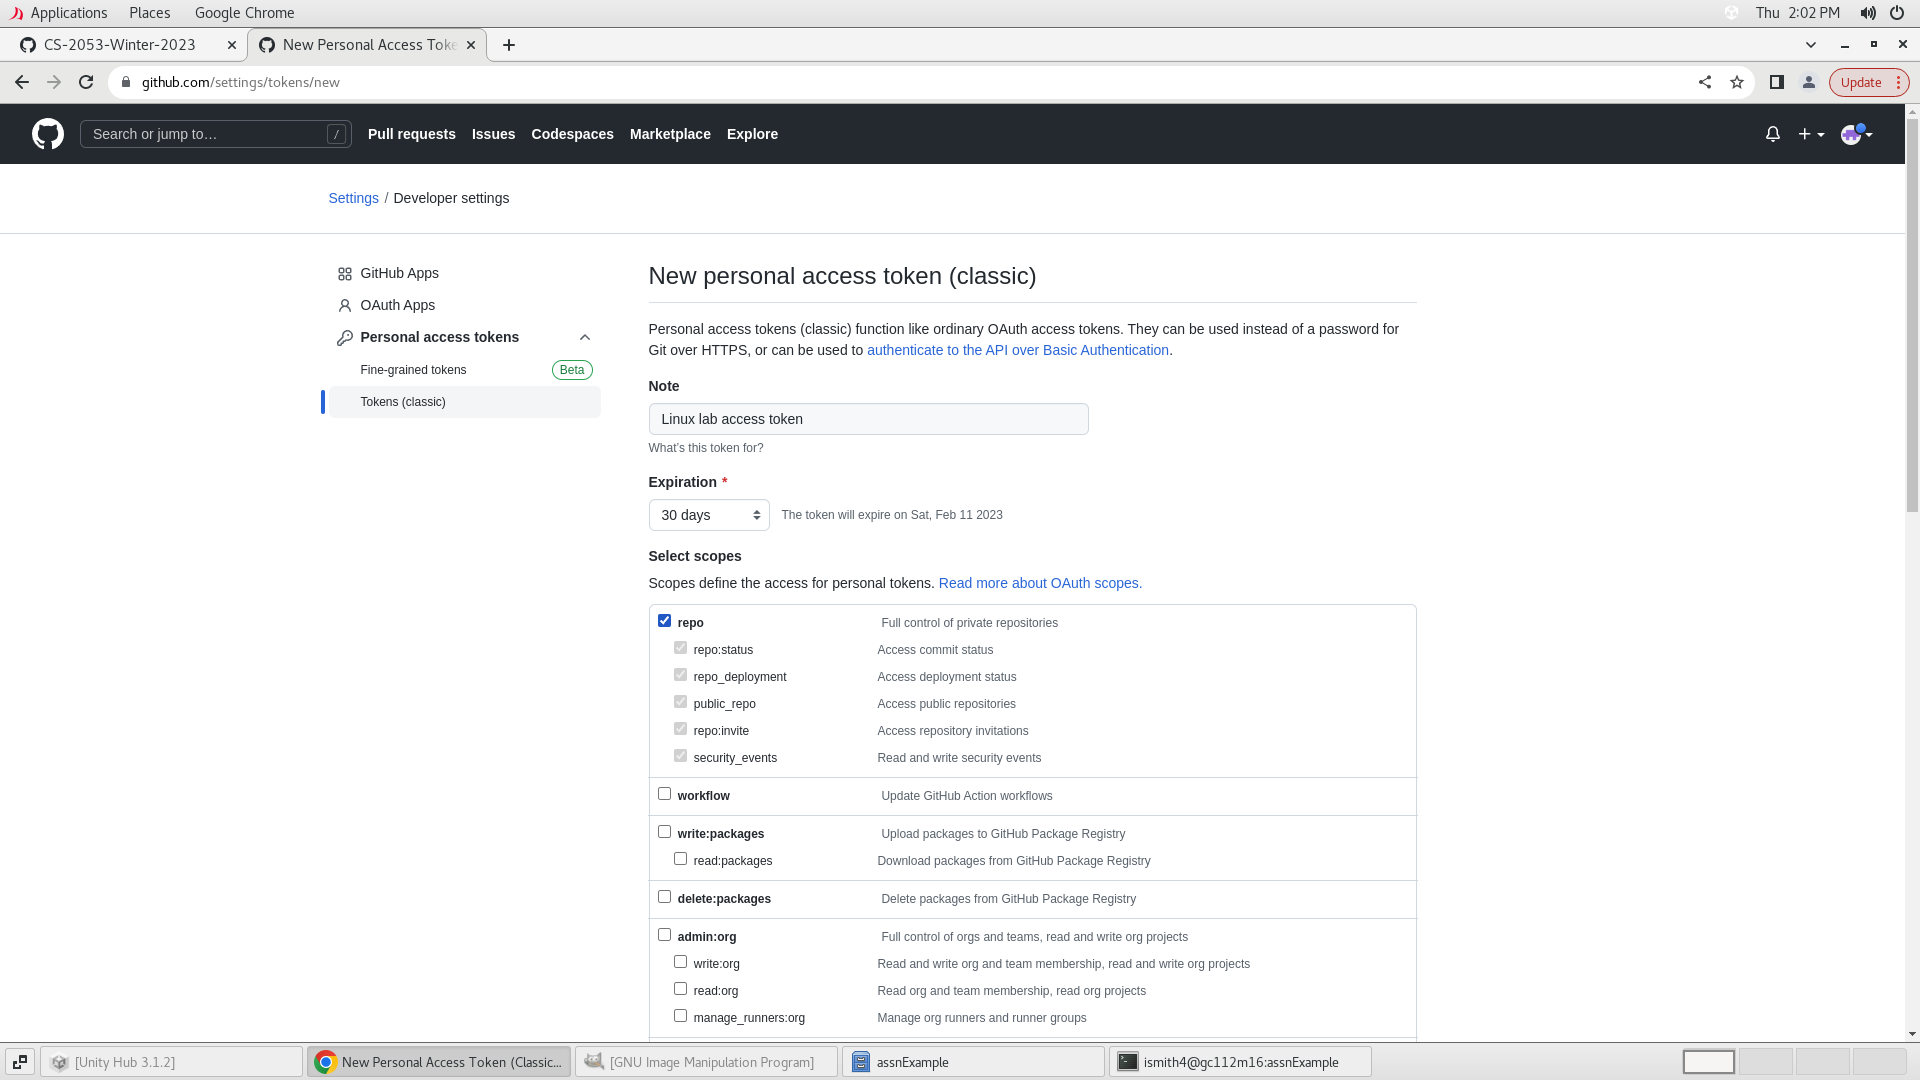 Applications Places Google Chrome Thu 2:02 PM
CS-2053-Winter-2023 New Personal Access Toke
github.com/settings/tokens/new Update
Search or jump to… / Pull requests Issues Codespaces Marketplace Explore
Settings / Developer settings
GitHub Apps
OAuth Apps
Personal access tokens
Fine-grained tokens Beta
Tokens (classic)
New personal access token (classic)
Personal access tokens (classic) function like ordinary OAuth access tokens. They can be used instead of a password for
Git over HTTPS, or can be used to authenticate to the API over Basic Authentication.
Note
Linux lab access token
What's this token for?
Expiration *
30 days The token will expire on Sat, Feb 11 2023
Select scopes
Scopes define the access for personal tokens. Read more about OAuth scopes.
repo Full control of private repositories
repo:status Access commit status
repo_deployment Access deployment status
public_repo Access public repositories
repo:invite Access repository invitations
security_events Read and write security events
workflow Update GitHub Action workflows
write:packages Upload packages to GitHub Package Registry
read:packages Download packages from GitHub Package Registry
delete:packages Delete packages from GitHub Package Registry
admin:org Full control of orgs and teams, read and write org projects
write:org Read and write org and team membership, read and write org projects
read:org Read org and team membership, read org projects
manage_runners:org Manage org runners and runner groups
[Unity Hub 3.1.2] New Personal Access Token (Classic... [GNU Image Manipulation Program] assnExample ismith4@gc112m16:assnExample